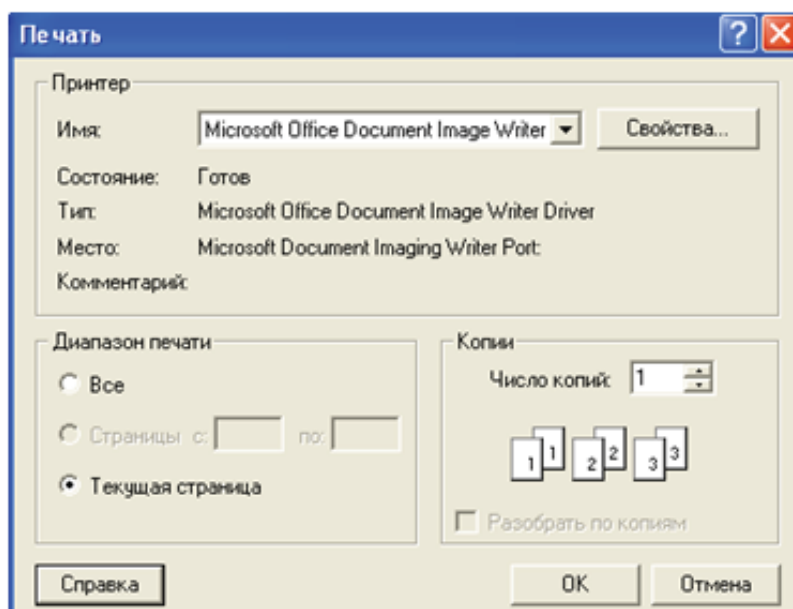 Печать
Принтер
Имя: Microsoft Office Document Image Writer Свойства...
Состояние: Готов
Тип: Microsoft Office Document Image Writer Driver
Место: Microsoft Document Imaging Writer Port:
Комментарий:
Диапазон печати
Все
Страницы с: по:
Текущая страница
Копии
Число копий: 1
1 1 2 2 3 3
Разобрать по копиям
Справка OK Отмена